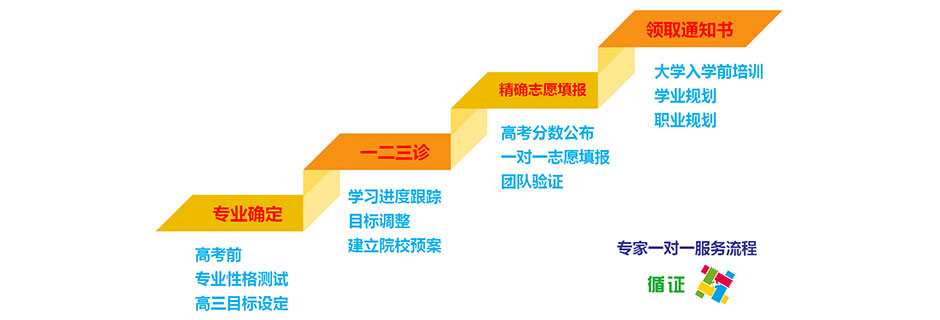 专业确定
高考前
专业性格测试
高三目标设定
一二三诊
学习进度跟踪
目标调整
建立院校预案
精确志愿填报
高考分数公布
一对一志愿填报
团队验证
领取通知书
大学入学前培训
学业规划
职业规划
专家一对一服务流程
循证